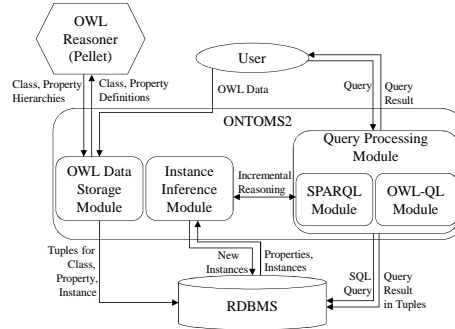 OWL
Reasoner
(Pellet)
User
Class, Property
Hierarchies
Class, Property
Definitions
OWL Data
Query
Query
Result
ONTOMS2
Query Processing
Module
OWL Data
Storage
Module
Instance
Inference
Module
Incremental
Reasoning
SPARQL
Module
OWL-QL
Module
Tuples for
Class,
Property,
Instance
New
Instances
Properties,
Instances
SQL
Query
Query
Result
in Tuples
RDBMS